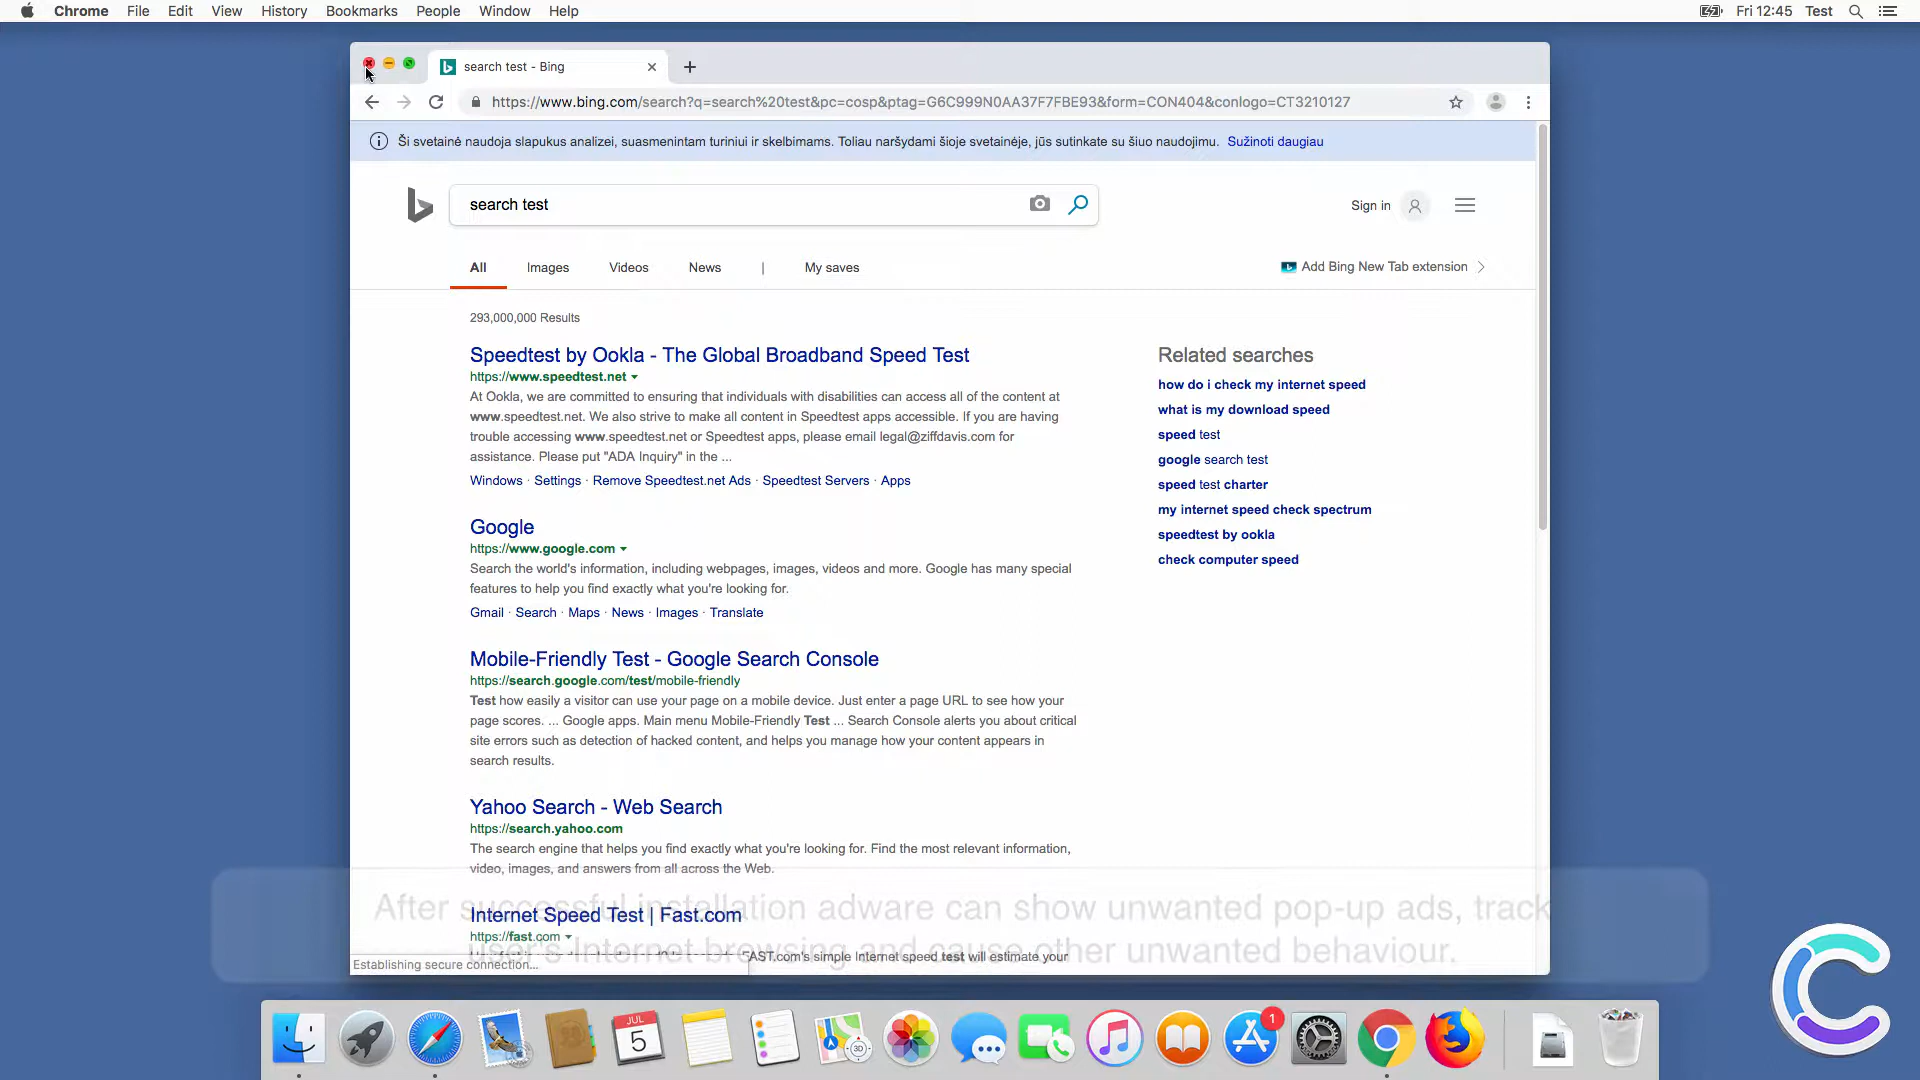 Chrome File Edit View History Bookmarks People Window Help
Fri 12:45 Test
search test - Bing
https://www.bing.com/search?q=search%20test&pc=cosp&ptag=G6C999N0AA37F7FBE93&form=CON404&conlogo=CT3210127
Ši svetainė naudoja slapukus analizei, suasmenintam turiniui ir skelbimams. Toliau naršydami šioje svetainėje, jūs sutinkate su šiuo naudojimu. Sužinoti daugiau
search test
Sign in
All Images Videos News | My saves
Add Bing New Tab extension
293,000,000 Results
Speedtest by Ookla - The Global Broadband Speed Test
https://www.speedtest.net
At Ookla, we are committed to ensuring that individuals with disabilities can access all of the content at
www.speedtest.net. We also strive to make all content in Speedtest apps accessible. If you are having
trouble accessing www.speedtest.net or Speedtest apps, please email legal@ziffdavis.com for
assistance. Please put "ADA Inquiry" in the ...
Windows · Settings · Remove Speedtest.net Ads · Speedtest Servers · Apps
Google
https://www.google.com
Search the world's information, including webpages, images, videos and more. Google has many special
features to help you find exactly what you're looking for.
Gmail · Search · Maps · News · Images · Translate
Mobile-Friendly Test - Google Search Console
https://search.google.com/test/mobile-friendly
Test how easily a visitor can use your page on a mobile device. Just enter a page URL to see how your
page scores. ... Google apps. Main menu Mobile-Friendly Test ... Search Console alerts you about critical
site errors such as detection of hacked content, and helps you manage how your content appears in
search results.
Yahoo Search - Web Search
https://search.yahoo.com
The search engine that helps you find exactly what you're looking for. Find the most relevant information,
video, images, and answers from all across the Web.
Internet Speed Test | Fast.com
https://fast.com
FAST.com's simple Internet speed test will estimate your
Related searches
how do i check my internet speed
what is my download speed
speed test
google search test
speed test charter
my internet speed check spectrum
speedtest by ookla
check computer speed
After successful installation adware can show unwanted pop-up ads, track
user's Internet browsing and cause other unwanted behaviour.
Establishing secure connection...
JUL
5
3D
1